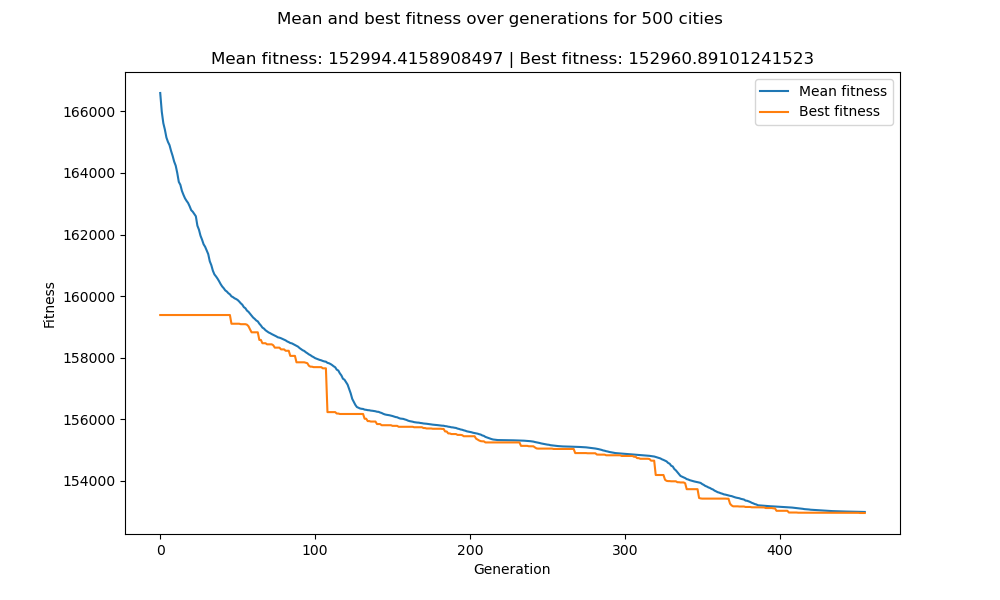 Mean and best fitness over generations for 500 cities
Mean fitness: 152994.4158908497 | Best fitness: 152960.89101241523
Mean fitness
Best fitness
166000
164000
162000
160000
158000
156000
154000
Fitness
0 100 200 300 400
Generation